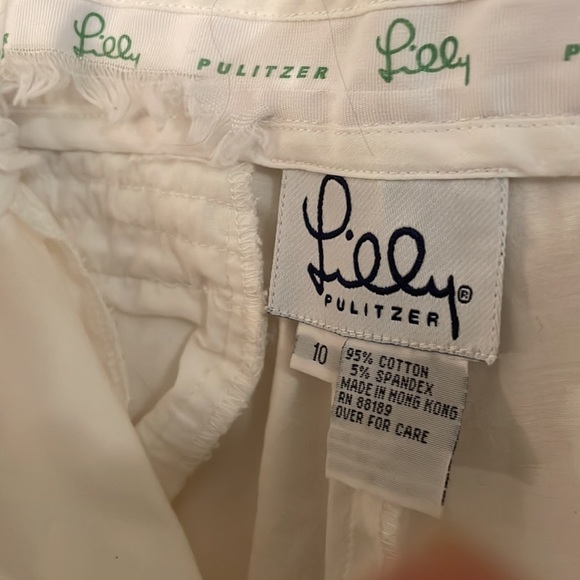 Lilly PULITZER Lilly P
Lilly®
PULITZER
10
95% COTTON
5% SPANDEX
MADE IN HONG KONG
RN 88189
OVER FOR CARE